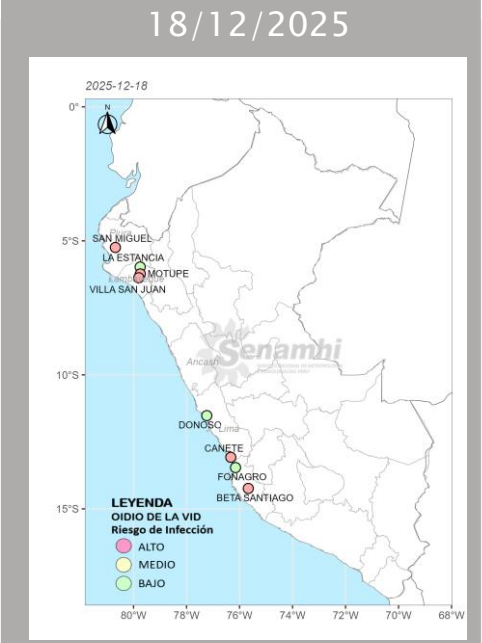 18/12/2025
2025-12-18
N
0°
5°S
10°S
15°S
Piura
SAN MIGUEL
LA ESTANCIA
MOTUPE
VILLA SAN JUAN
Senamhi
Ancash
DONOSO
Lima
CANETE
FONAGRO
BETA SANTIAGO
LEYENDA
OIDIO DE LA VID
Riesgo de Infección
ALTO
MEDIO
BAJO
80°W 78°W 76°W 74°W 72°W 70°W 68°W